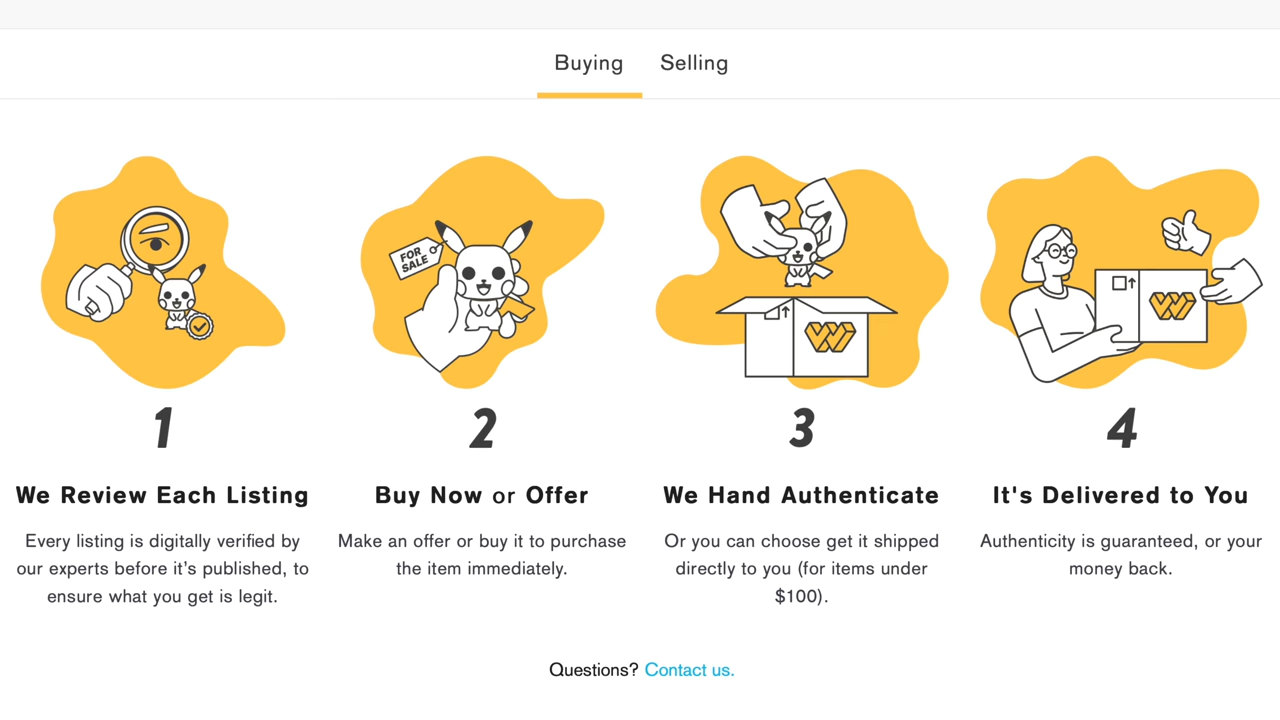 Buying Selling
FOR
SALE
1
We Review Each Listing
Every listing is digitally verified by
our experts before it’s published, to
ensure what you get is legit.
2
Buy Now or Offer
Make an offer or buy it to purchase
the item immediately.
3
We Hand Authenticate
Or you can choose get it shipped
directly to you (for items under
$100).
4
It's Delivered to You
Authenticity is guaranteed, or your
money back.
Questions? Contact us.